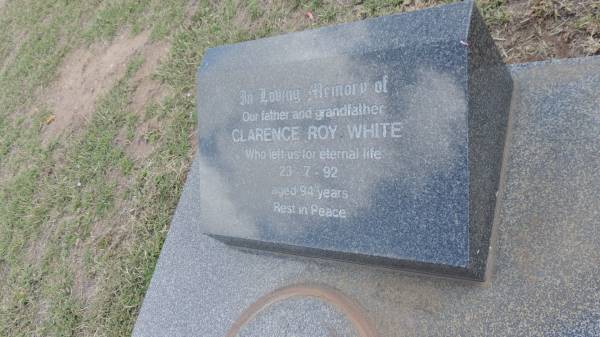 In Loving Memory of
Our father and grandfather
CLARENCE ROY WHITE
Who left us for eternal life
23 - 7 - 92
aged 94 years
Rest in Peace